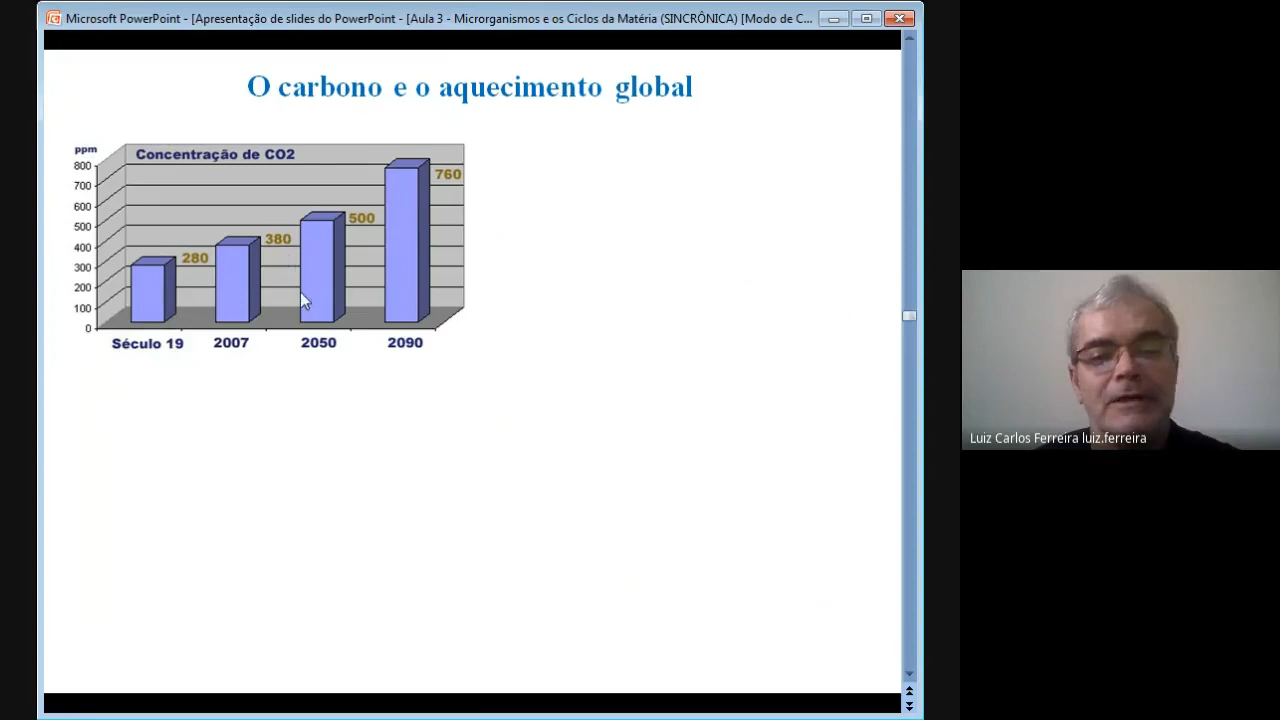 Microsoft PowerPoint - [Apresentação de slides do PowerPoint - [Aula 3 - Microrganismos e os Ciclos da Matéria (SINCRÔNICA) [Modo de C...
O carbono e o aquecimento global
ppm
Concentração de CO2
800
700
600
500
400
300
200
100
0
280
380
500
760
Século 19
2007
2050
2090
Luiz Carlos Ferreira luiz.ferreira